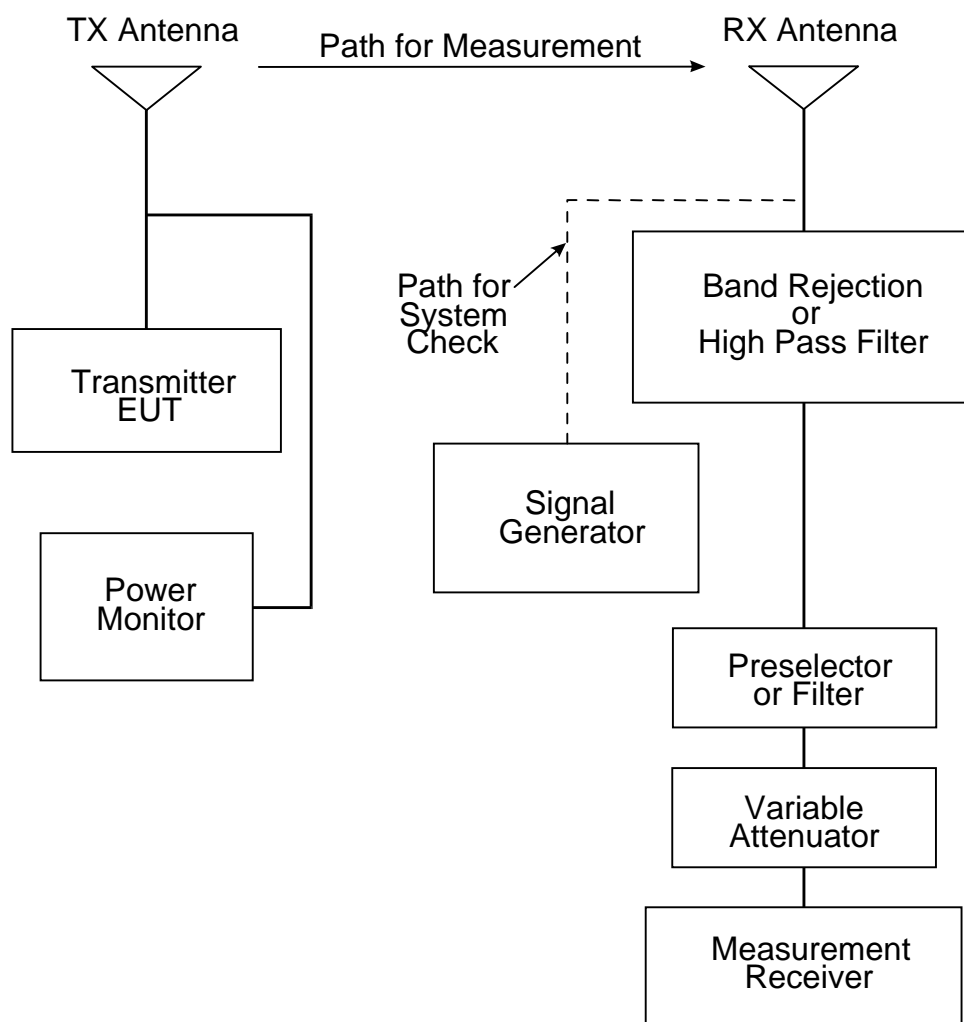 TX Antenna
Path for Measurement
RX Antenna
Path for
System
Check
Band Rejection
or
High Pass Filter
Transmitter
EUT
Signal
Generator
Power
Monitor
Preselector
or Filter
Variable
Attenuator
Measurement
Receiver